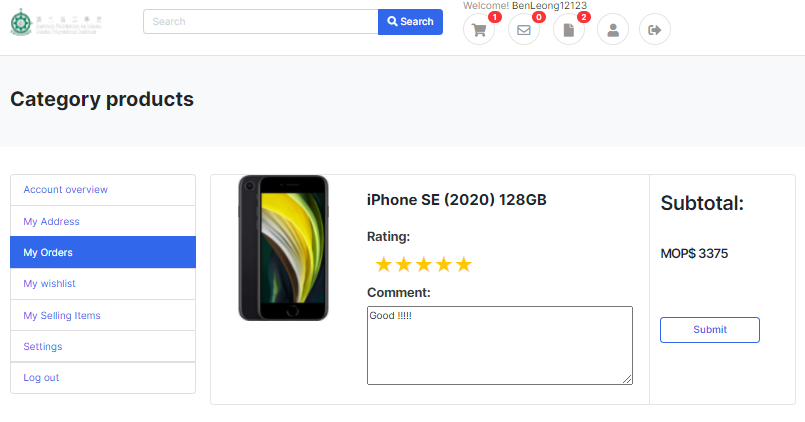 Welcome! BenLeong12123
Search
Search
1
0
2
Category products
Account overview
My Address
My Orders
My wishlist
My Selling Items
Settings
Log out
iPhone SE (2020) 128GB
Rating:
★★★★★
Comment:
Good !!!!!
Subtotal:
MOP$ 3375
Submit